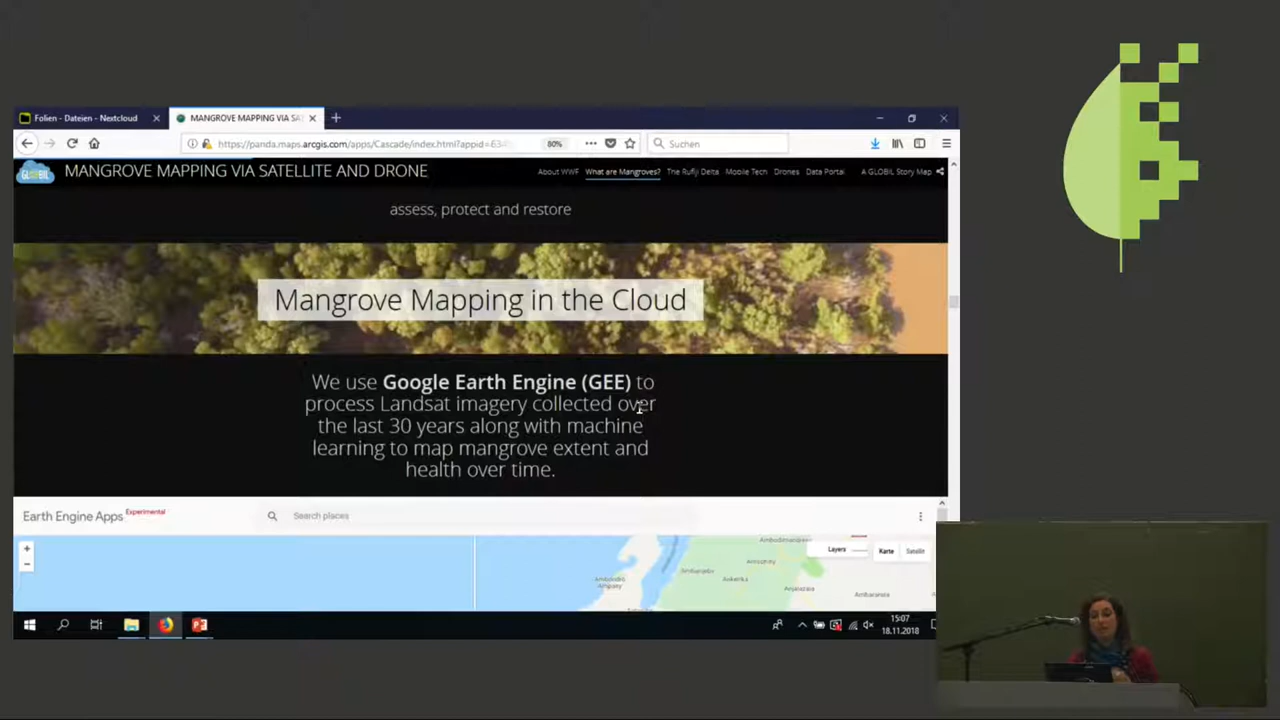 Folien - Dateien - Nextcloud
MANGROVE MAPPING VIA SA
https://panda.maps.arcgis.com/apps/Cascade/index.html?appid=
80%
Suchen
MANGROVE MAPPING VIA SATELLITE AND DRONE
About WWF What are Mangroves? The Rufiji Delta Mobile Tech Drones Data Portal A GLOBIL Story Map
assess, protect and restore
Mangrove Mapping in the Cloud
We use Google Earth Engine (GEE) to
process Landsat imagery collected over
the last 30 years along with machine
learning to map mangrove extent and
health over time.
Earth Engine Apps Experimental
Search places
Layers
Karte
Satellit
15:07
18.11.2018